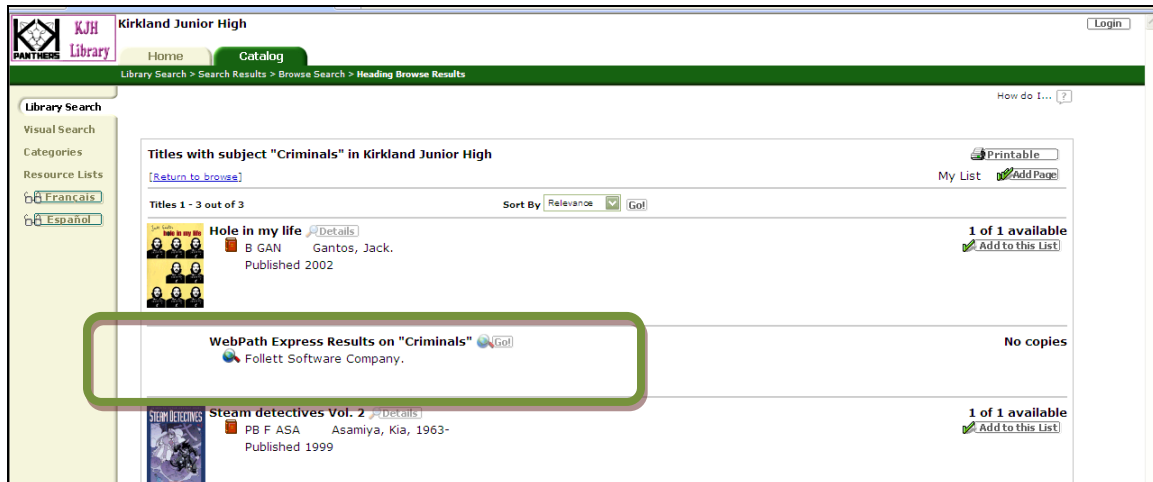 KJH
Library
PANTHERS
Kirkland Junior High
Login
Home
Catalog
Library Search > Search Results > Browse Search > Heading Browse Results
How do I... ?
Library Search
Visual Search
Categories
Resource Lists
Français
Español
Titles with subject "Criminals" in Kirkland Junior High
Printable
[Return to browse]
My List Add Page
Titles 1 - 3 out of 3
Sort By Relevance Go!
hole in my life
Hole in my life Details
1 of 1 available
B GAN Gantos, Jack.
Add to this List
Published 2002
WebPath Express Results on "Criminals" Go!
No copies
Follett Software Company.
STEAM DETECTIVES
Steam detectives Vol. 2 Details
1 of 1 available
PB F ASA Asamiya, Kia, 1963-
Add to this List
Published 1999